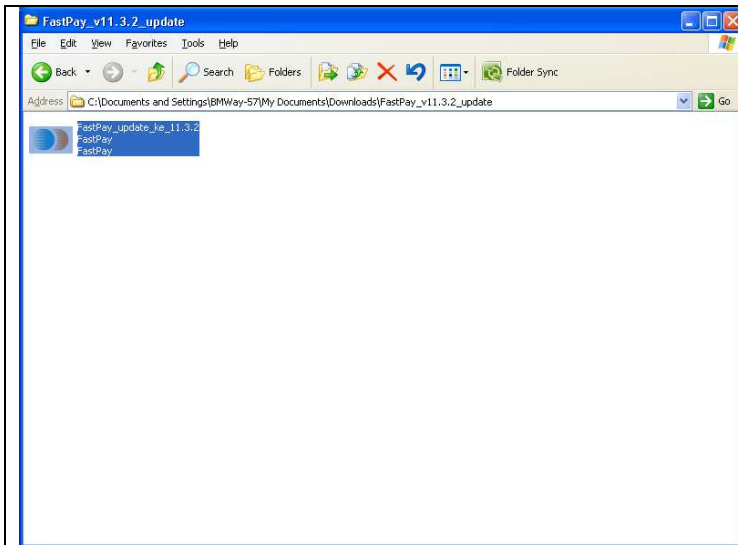 FastPay_v11.3.2_update
File Edit View Favorites Tools Help
Back Search Folders Folder Sync
Address C:\Documents and Settings\BMWay-57\My Documents\Downloads\FastPay_v11.3.2_update Go
FastPay_update_ke_11.3.2
FastPay
FastPay